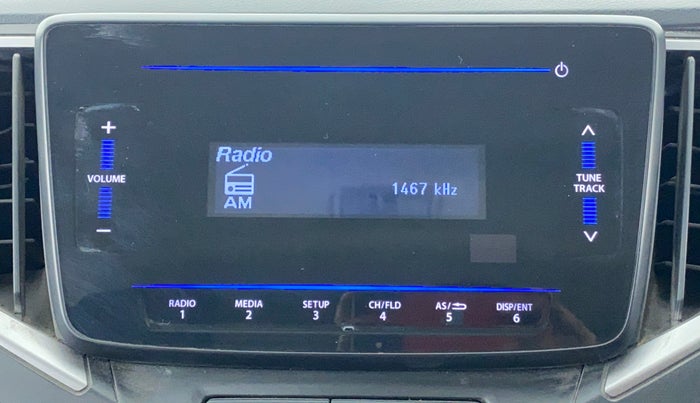 Radio
AM
1467 kHz
+
VOLUME
−
TUNE
TRACK
RADIO
1
MEDIA
2
SETUP
3
CH/FLD
4
AS/
5
DISP/ENT
6